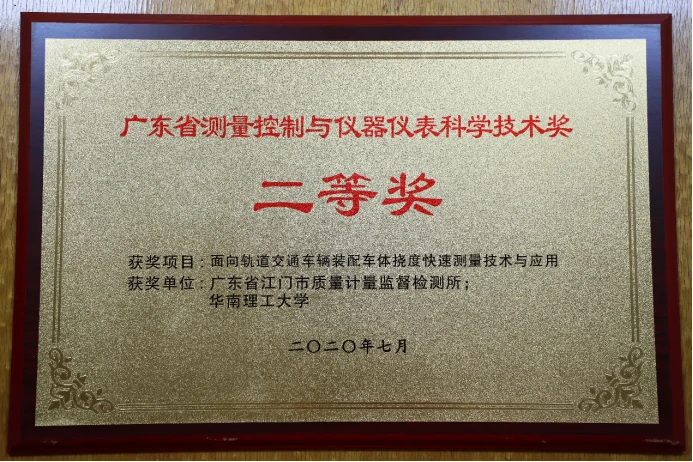 广东省测量控制与仪器仪表科学技术奖
二等奖
获奖项目：面向轨道交通车辆装配车体挠度快速测量技术与应用
获奖单位：广东省江门市质量计量监督检测所；
华南理工大学
二〇二〇年七月